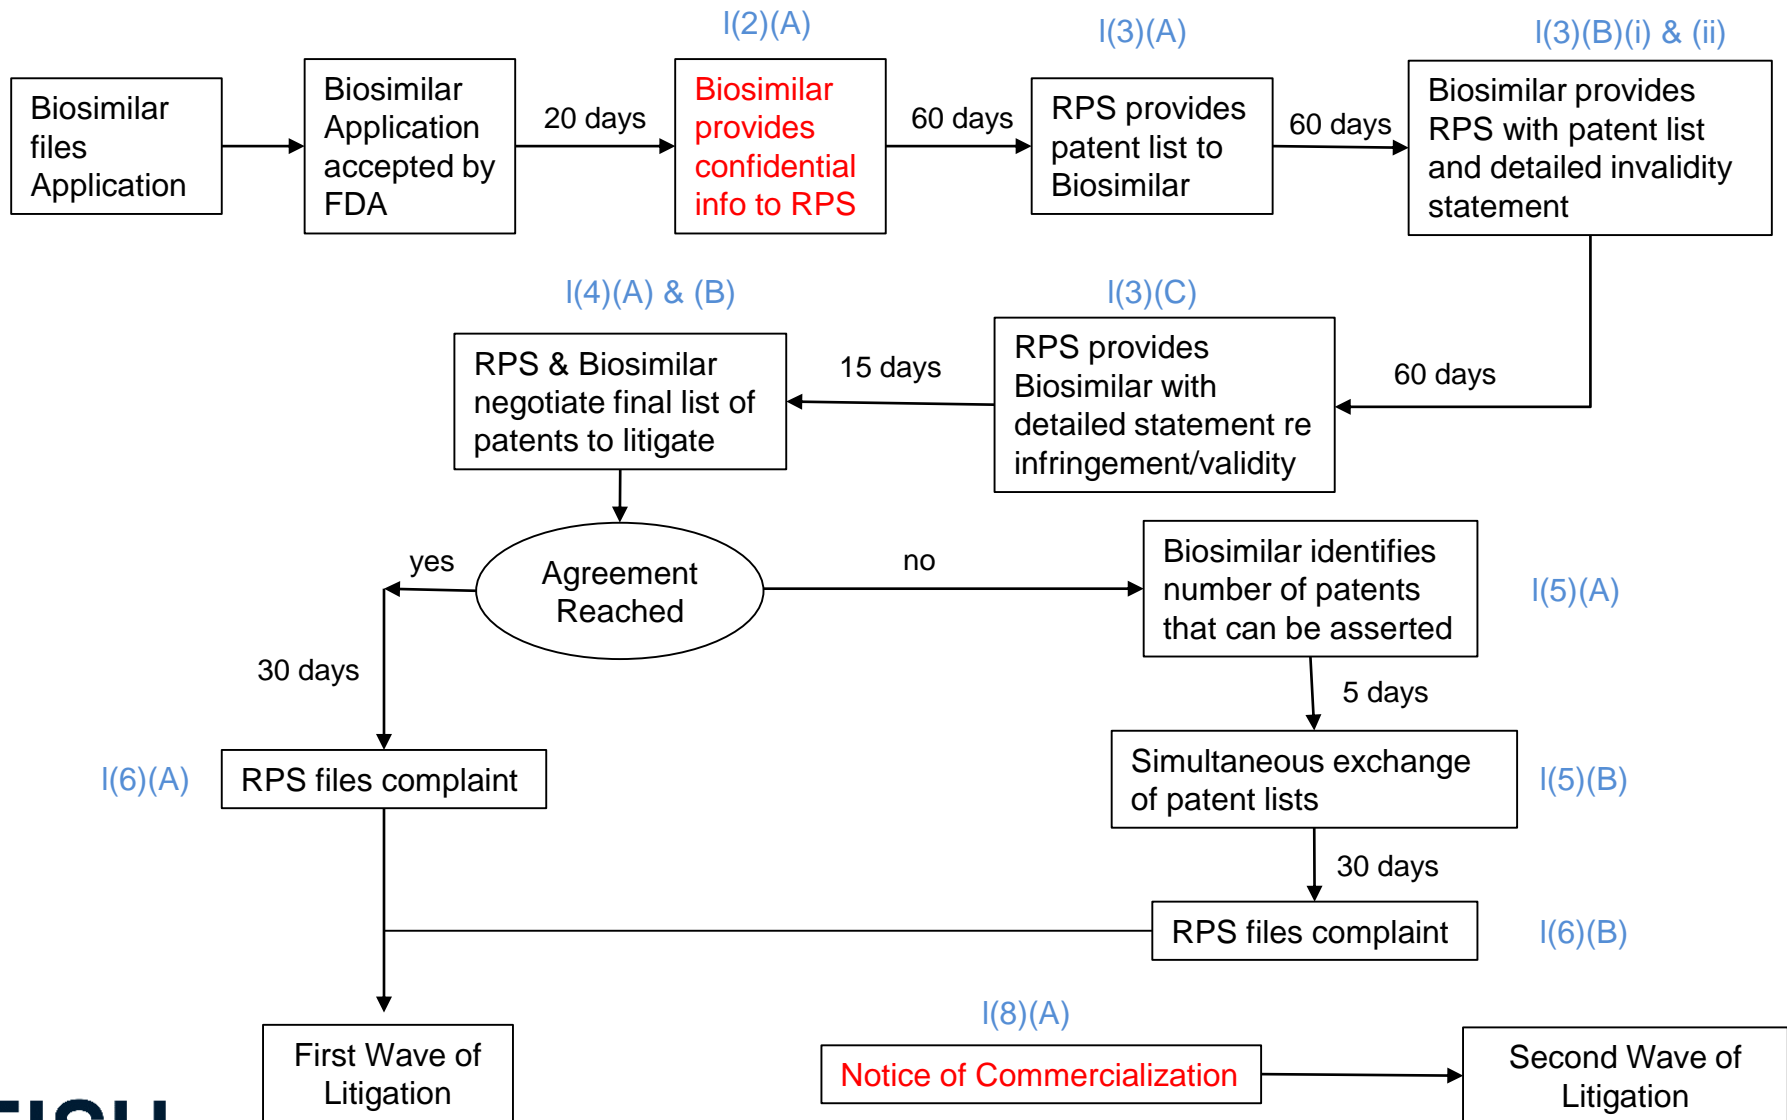 l(2)(A)
l(3)(A)
l(3)(B)(i) & (ii)
Biosimilar
files
Application
Biosimilar
Application
accepted by
FDA
20 days
Biosimilar
provides
confidential
info to RPS
60 days
RPS provides
patent list to
Biosimilar
60 days
Biosimilar provides
RPS with patent list
and detailed invalidity
statement
l(4)(A) & (B)
l(3)(C)
RPS & Biosimilar
negotiate final list of
patents to litigate
15 days
RPS provides
Biosimilar with
detailed statement re
infringement/validity
60 days
yes
Agreement
Reached
no
Biosimilar identifies
number of patents
that can be asserted
l(5)(A)
30 days
5 days
l(6)(A)
RPS files complaint
Simultaneous exchange
of patent lists
l(5)(B)
30 days
RPS files complaint
l(6)(B)
First Wave of
Litigation
l(8)(A)
Notice of Commercialization
Second Wave of
Litigation